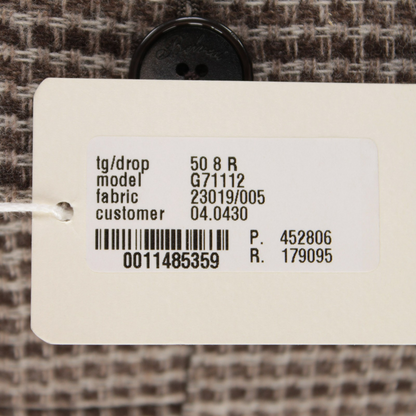 tg/drop 50 8 R
model G71112
fabric 23019/005
customer 04.0430
P. 452806
0011485359 R. 179095